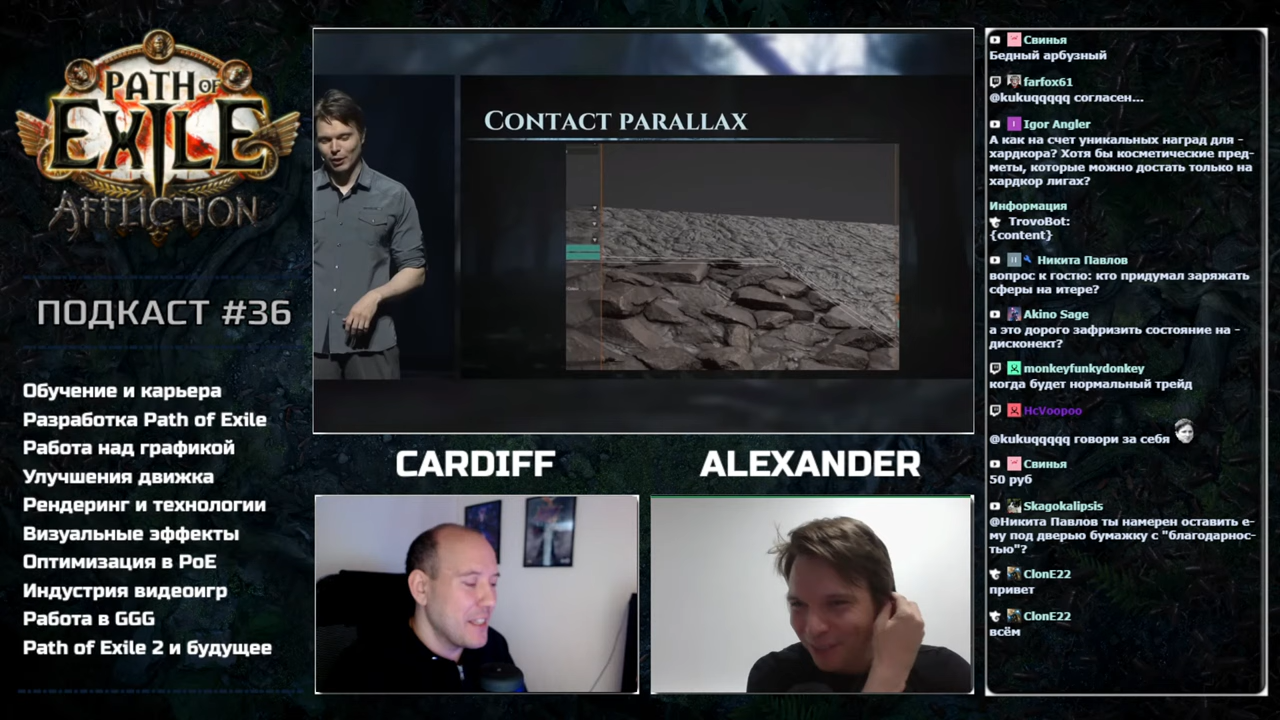 PATH OF
EXILE
AFFLICTION
ПОДКАСТ #36
Обучение и карьера
Разработка Path of Exile
Работа над графикой
Улучшения движка
Рендеринг и технологии
Визуальные эффекты
Оптимизация в PoE
Индустрия видеоигр
Работа в GGG
Path of Exile 2 и будущее
CONTACT PARALLAX
CARDIFF
ALEXANDER
Свинья
Бедный арбузный
farfox61
@kukuqqqqq согласен...
Igor Angler
А как на счет уникальных наград для -
хардкора? Хотя бы косметические пред-
меты, которые можно достать только на
хардкор лигах?
Информация
TrovoBot:
{content}
Никита Павлов
вопрос к гостю: кто придумал заряжать
сферы на итере?
Akino Sage
а это дорого зафризить состояние на -
дисконект?
monkeyfunkydonkey
когда будет нормальный трейд
HcVoopoo
@kukuqqqqq говори за себя
Свинья
50 руб
Skagokalipsis
@Никита Павлов ты намерен оставить е-
му под дверью бумажку с "благодарнос-
тью"?
ClonE22
привет
ClonE22
всём